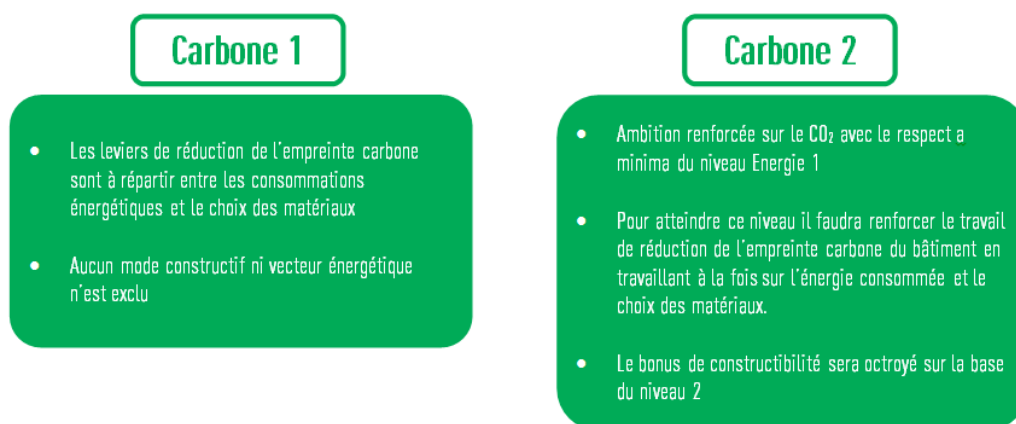 Carbone 1
• Les leviers de réduction de l'empreinte carbone
sont à répartir entre les consommations
énergétiques et le choix des matériaux
• Aucun mode constructif ni vecteur énergétique
n'est exclu
Carbone 2
• Ambition renforcée sur le CO₂ avec le respect a
minima du niveau Energie 1
• Pour atteindre ce niveau il faudra renforcer le travail
de réduction de l'empreinte carbone du bâtiment en
travaillant à la fois sur l'énergie consommée et le
choix des matériaux.
• Le bonus de constructibilité sera octroyé sur la base
du niveau 2